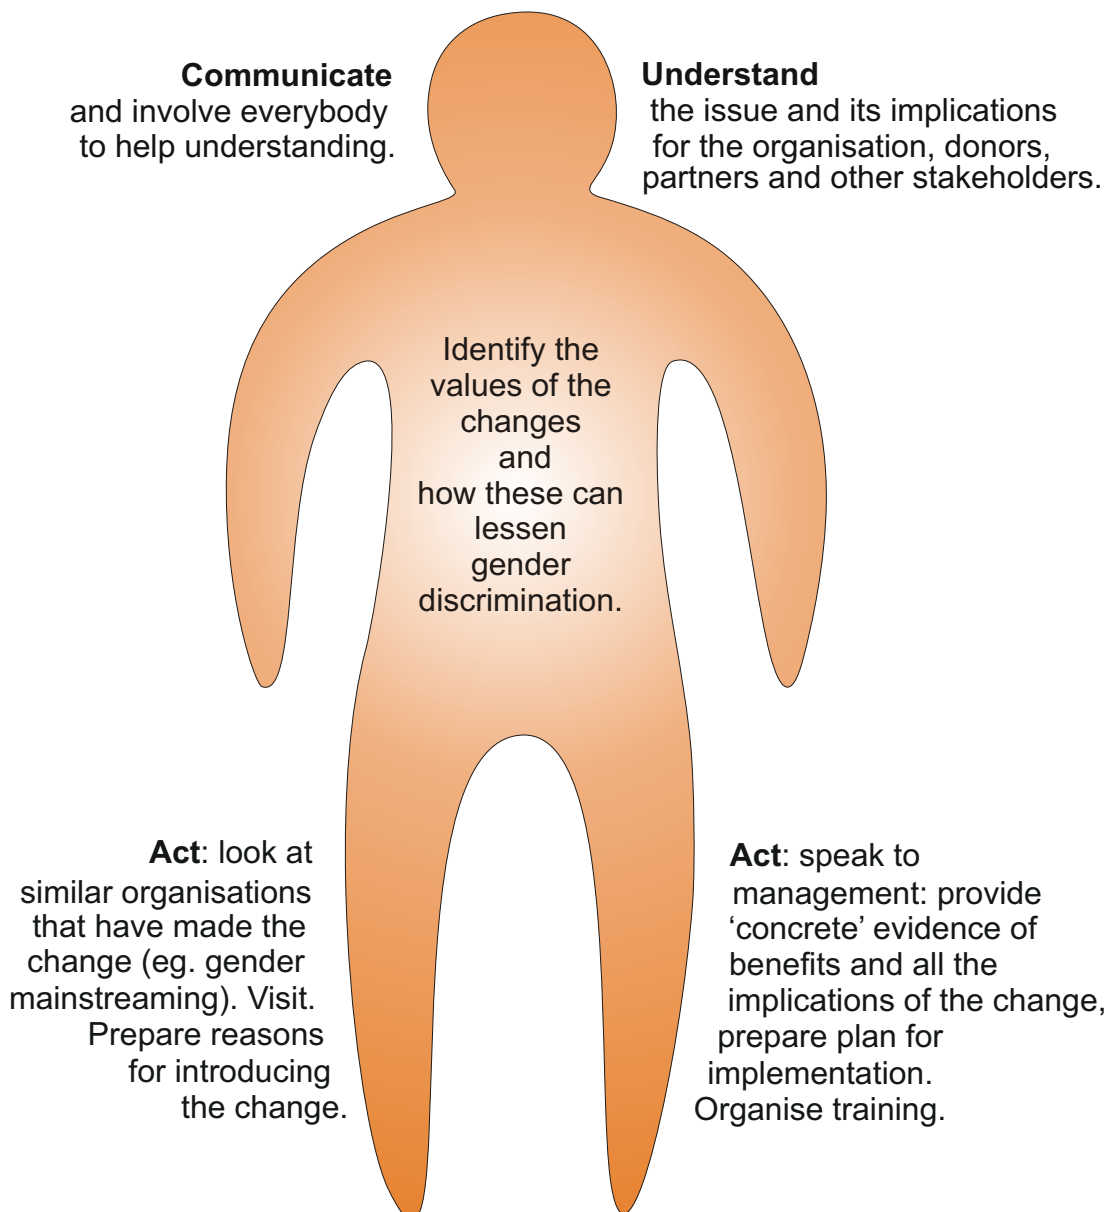 Communicate
and involve everybody
to help understanding.
Understand
the issue and its implications
for the organisation, donors,
partners and other stakeholders.
Identify the
values of the
changes
and
how these can
lessen
gender
discrimination.
Act: look at
similar organisations
that have made the
change (eg. gender
mainstreaming). Visit.
Prepare reasons
for introducing
the change.
Act: speak to
management: provide
‘concrete’ evidence of
benefits and all the
implications of the change,
prepare plan for
implementation.
Organise training.